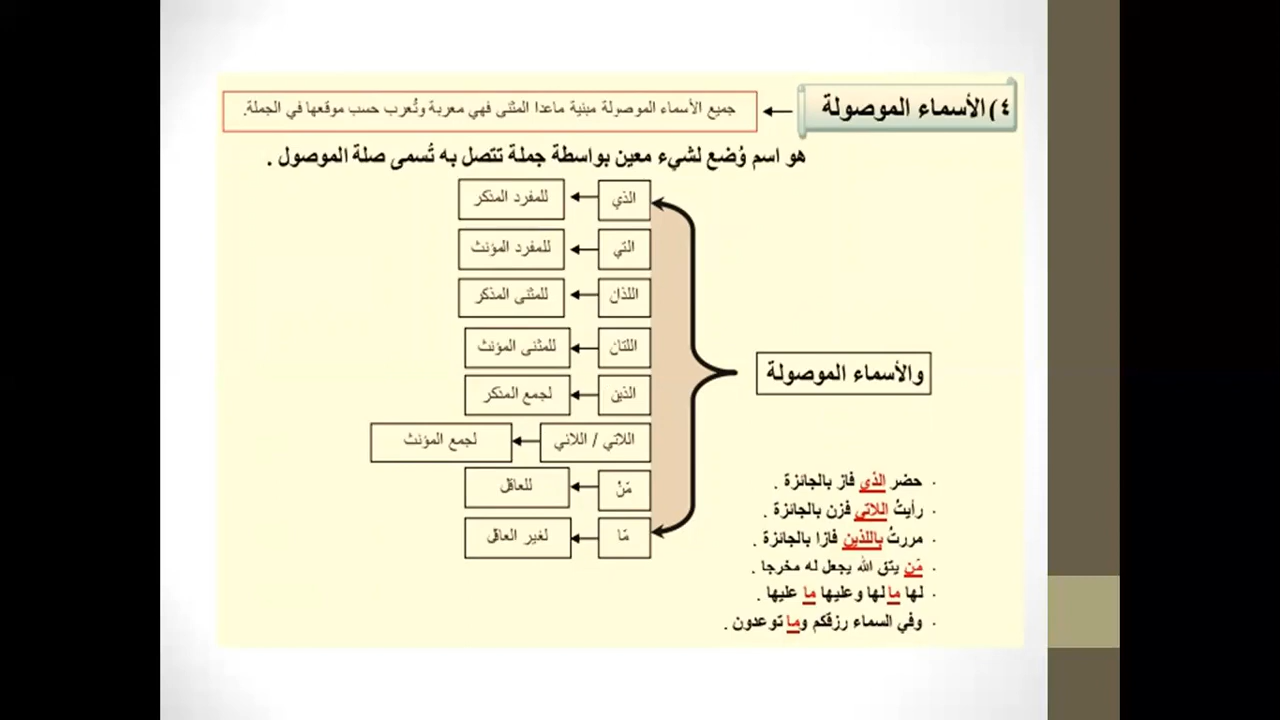 ٤) الأسماء الموصولة
جميع الأسماء الموصولة مبنية ماعدا المثنى فهي معربة وتُعرب حسب موقعها في الجملة.
هو اسم وُضع لشيء معين بواسطة جملة تتصل به تُسمى صلة الموصول .
والأسماء الموصولة
الذي
للمفرد المذكر
التي
للمفرد المؤنث
اللذان
للمثنى المذكر
اللتان
للمثنى المؤنث
الذين
لجمع المذكر
اللاتي / اللائي
لجمع المؤنث
مَنْ
للعاقل
مَا
لغير العاقل
. حضر الذي فاز بالجائزة .
. رأيتُ اللاتي فزن بالجائزة .
. مررتُ باللذين فازا بالجائزة .
. مَن يتق الله يجعل له مخرجا .
. لها ما لها وعليها ما عليها .
. وفي السماء رزقكم وما توعدون .